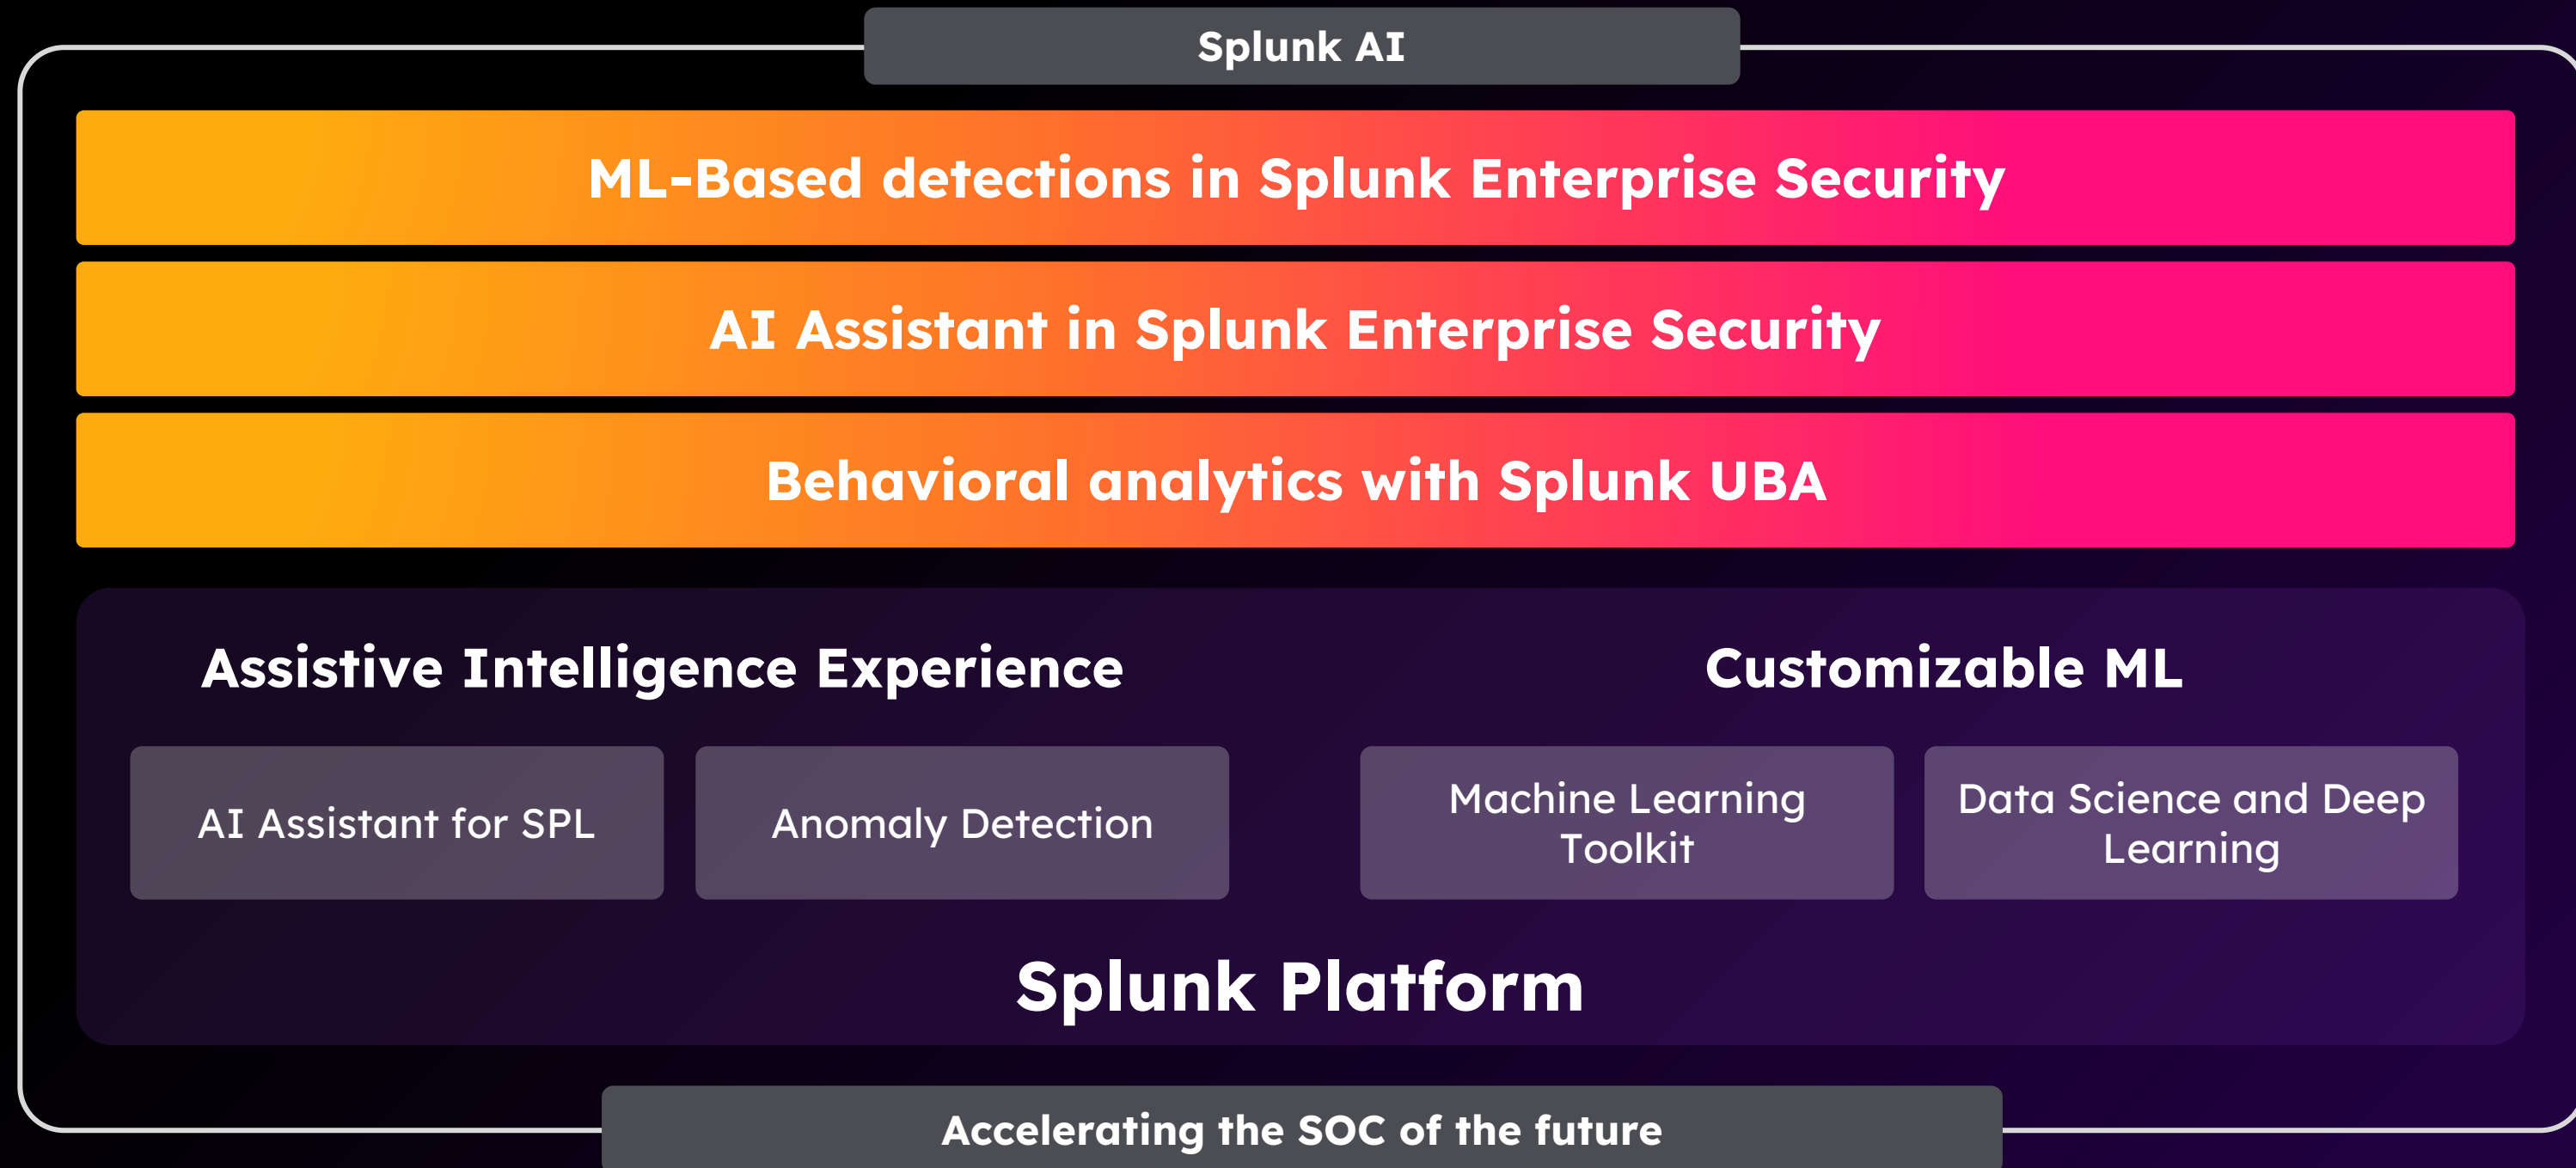 Splunk AI
ML-Based detections in Splunk Enterprise Security
AI Assistant in Splunk Enterprise Security
Behavioral analytics with Splunk UBA
Assistive Intelligence Experience
Customizable ML
AI Assistant for SPL
Anomaly Detection
Machine Learning
Toolkit
Data Science and Deep
Learning
Splunk Platform
Accelerating the SOC of the future